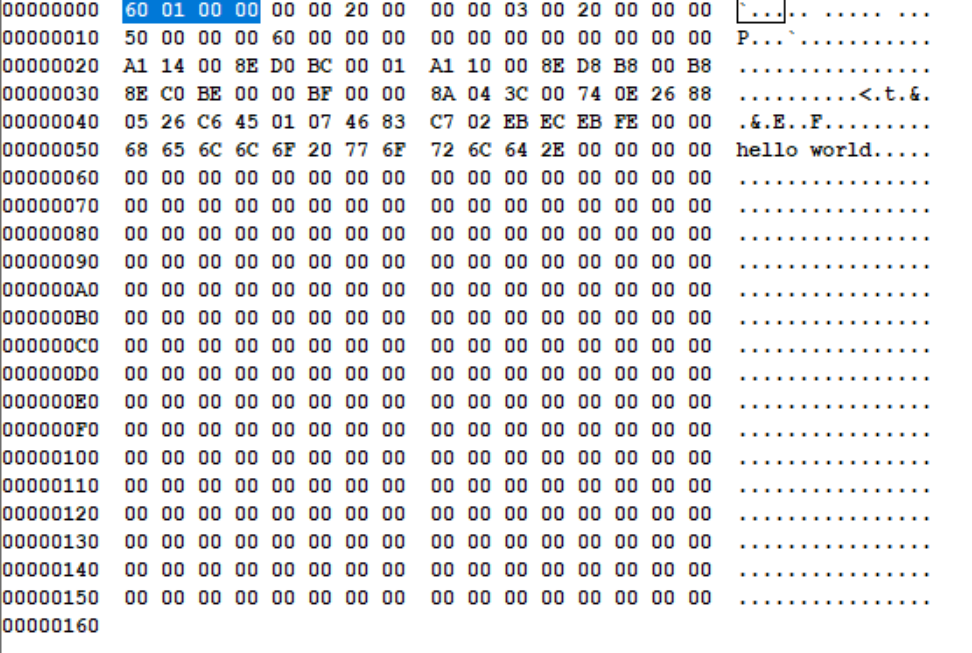 00000000 60 01 00 00 00 00 20 00 00 00 03 00 20 00 00 00 `..... ..... ...
00000010 50 00 00 00 60 00 00 00 00 00 00 00 00 00 00 00 P...`...........
00000020 A1 14 00 8E D0 BC 00 01 A1 10 00 8E D8 B8 00 B8 ................
00000030 8E C0 BE 00 00 BF 00 00 8A 04 3C 00 74 0E 26 88 ..........<.t.&.
00000040 05 26 C6 45 01 07 46 83 C7 02 EB EC EB FE 00 00 .&.E..F.........
00000050 68 65 6C 6C 6F 20 77 6F 72 6C 64 2E 00 00 00 00 hello world.....
00000060 00 00 00 00 00 00 00 00 00 00 00 00 00 00 00 00 ................
00000070 00 00 00 00 00 00 00 00 00 00 00 00 00 00 00 00 ................
00000080 00 00 00 00 00 00 00 00 00 00 00 00 00 00 00 00 ................
00000090 00 00 00 00 00 00 00 00 00 00 00 00 00 00 00 00 ................
000000A0 00 00 00 00 00 00 00 00 00 00 00 00 00 00 00 00 ................
000000B0 00 00 00 00 00 00 00 00 00 00 00 00 00 00 00 00 ................
000000C0 00 00 00 00 00 00 00 00 00 00 00 00 00 00 00 00 ................
000000D0 00 00 00 00 00 00 00 00 00 00 00 00 00 00 00 00 ................
000000E0 00 00 00 00 00 00 00 00 00 00 00 00 00 00 00 00 ................
000000F0 00 00 00 00 00 00 00 00 00 00 00 00 00 00 00 00 ................
00000100 00 00 00 00 00 00 00 00 00 00 00 00 00 00 00 00 ................
00000110 00 00 00 00 00 00 00 00 00 00 00 00 00 00 00 00 ................
00000120 00 00 00 00 00 00 00 00 00 00 00 00 00 00 00 00 ................
00000130 00 00 00 00 00 00 00 00 00 00 00 00 00 00 00 00 ................
00000140 00 00 00 00 00 00 00 00 00 00 00 00 00 00 00 00 ................
00000150 00 00 00 00 00 00 00 00 00 00 00 00 00 00 00 00 ................
00000160